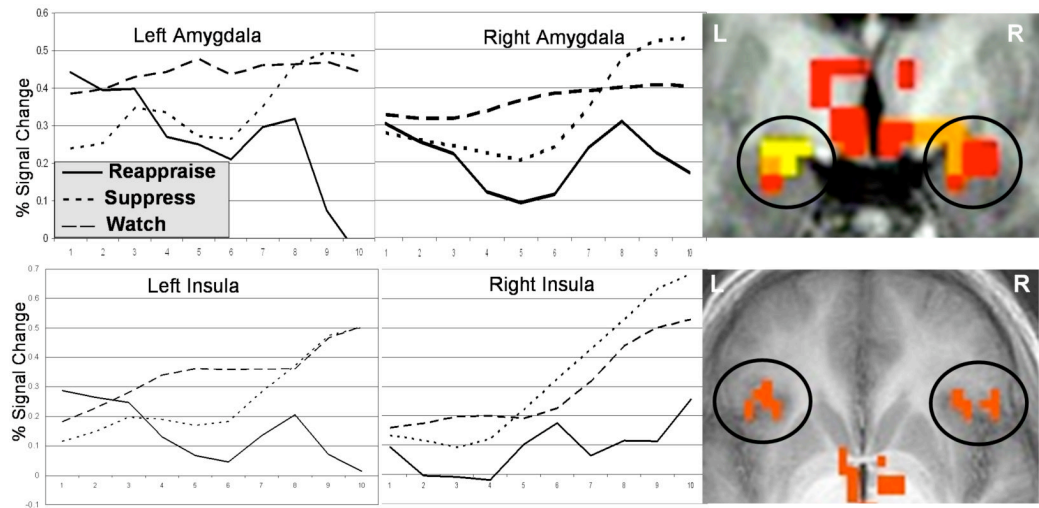 Left Amygdala
% Signal Change
0.6
0.5
0.4
0.3
0.2
0.1
0
Reappraise
Suppress
Watch
1 2 3 4 5 6 7 8 9 10
Right Amygdala
1 2 3 4 5 6 7 8 9 10
L R
Left Insula
% Signal Change
0.7
0.6
0.5
0.4
0.3
0.2
0.1
0
-0.1
1 2 3 4 5 6 7 8 9 10
Right Insula
1 2 3 4 5 6 7 8 9 10
L R